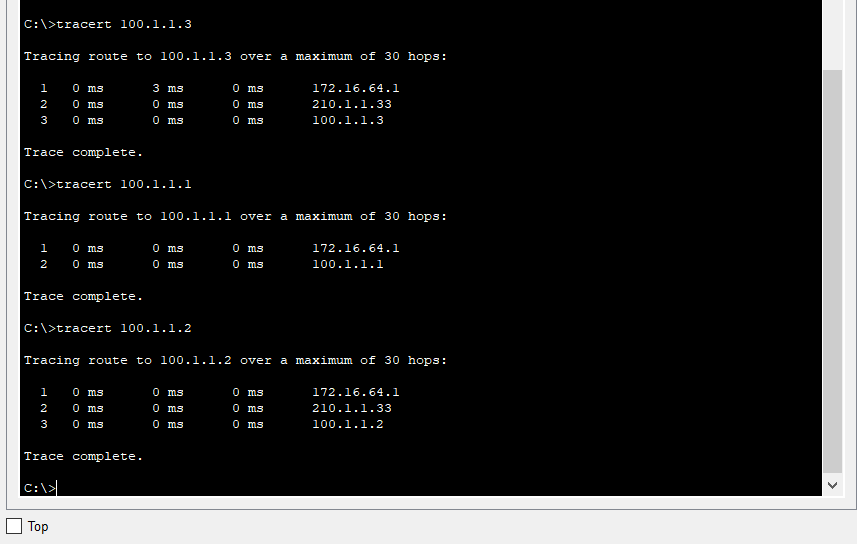 C:\>tracert 100.1.1.3
Tracing route to 100.1.1.3 over a maximum of 30 hops:
1 0 ms 3 ms 0 ms 172.16.64.1
2 0 ms 0 ms 0 ms 210.1.1.33
3 0 ms 0 ms 0 ms 100.1.1.3
Trace complete.
C:\>tracert 100.1.1.1
Tracing route to 100.1.1.1 over a maximum of 30 hops:
1 0 ms 0 ms 0 ms 172.16.64.1
2 0 ms 0 ms 0 ms 100.1.1.1
Trace complete.
C:\>tracert 100.1.1.2
Tracing route to 100.1.1.2 over a maximum of 30 hops:
1 0 ms 0 ms 0 ms 172.16.64.1
2 0 ms 0 ms 0 ms 210.1.1.33
3 0 ms 0 ms 0 ms 100.1.1.2
Trace complete.
C:\>
Top